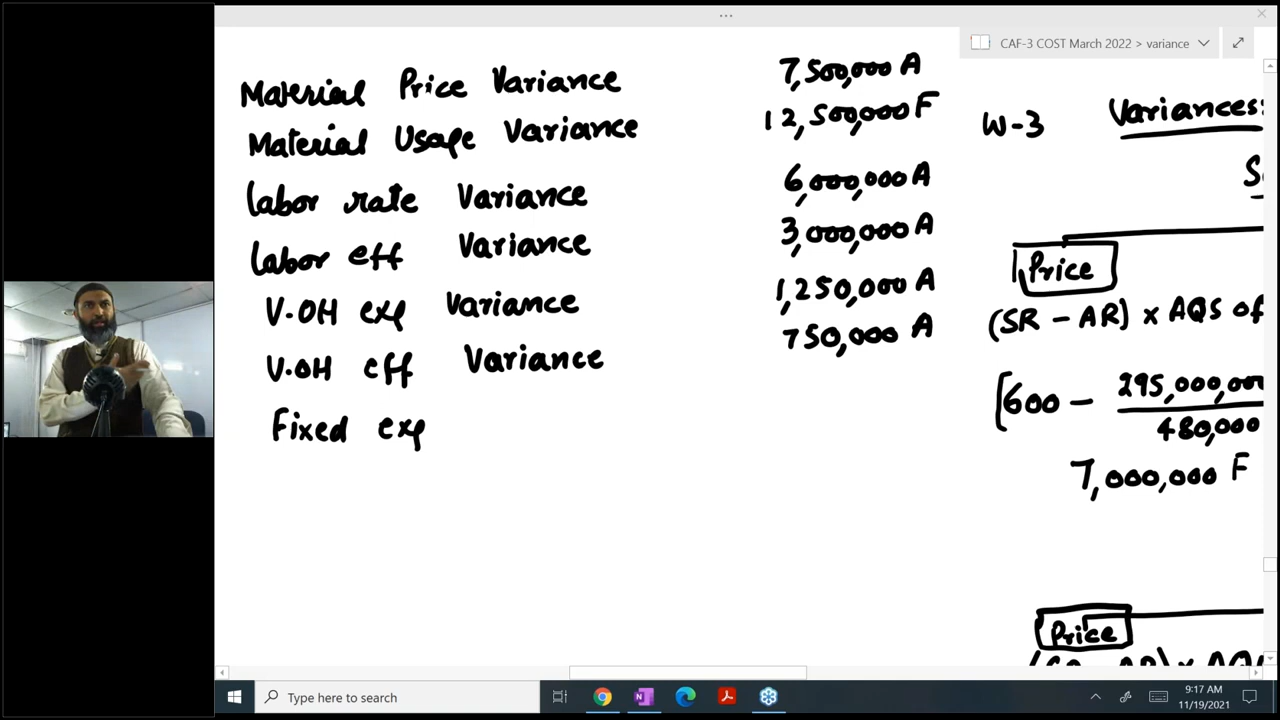 CAF-3 COST March 2022 > variance
Material Price Variance 7,500,000 A
Material Usage Variance 12,500,000 F
Labor rate Variance 6,000,000 A
Labor eff Variance 3,000,000 A
V.OH exp Variance 1,250,000 A
V.OH eff Variance 750,000 A
Fixed exp
W-3 Variances:
Price
(SR - AR) x AQS of
[600 - 295,000,000
480,000
7,000,000 F
Price
Type here to search
9:17 AM
11/19/2021